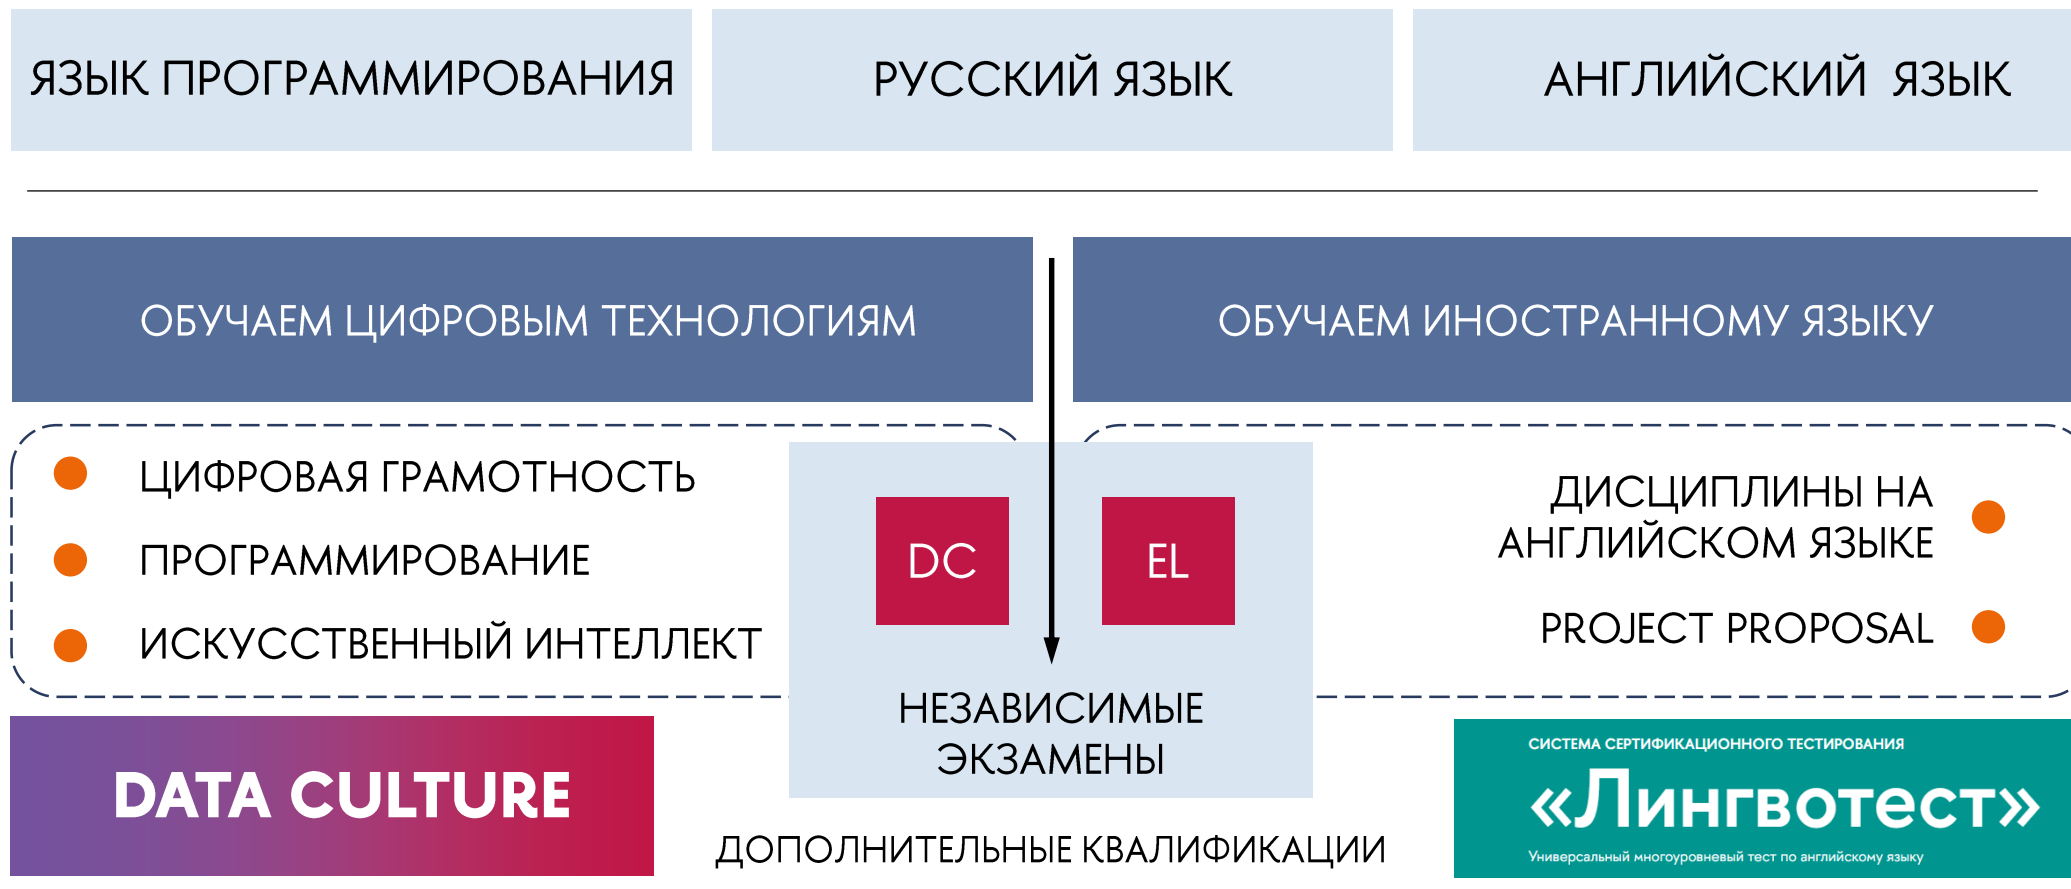 ЯЗЫК ПРОГРАММИРОВАНИЯ
РУССКИЙ ЯЗЫК
АНГЛИЙСКИЙ ЯЗЫК
ОБУЧАЕМ ЦИФРОВЫМ ТЕХНОЛОГИЯМ
ОБУЧАЕМ ИНОСТРАННОМУ ЯЗЫКУ
ЦИФРОВАЯ ГРАМОТНОСТЬ
ПРОГРАММИРОВАНИЕ
ИСКУССТВЕННЫЙ ИНТЕЛЛЕКТ
DC
EL
НЕЗАВИСИМЫЕ
ЭКЗАМЕНЫ
ДИСЦИПЛИНЫ НА
АНГЛИЙСКОМ ЯЗЫКЕ
PROJECT PROPOSAL
DATA CULTURE
ДОПОЛНИТЕЛЬНЫЕ КВАЛИФИКАЦИИ
СИСТЕМА СЕРТИФИКАЦИОННОГО ТЕСТИРОВАНИЯ
«Лингвотест»
Универсальный многоуровневый тест по английскому языку